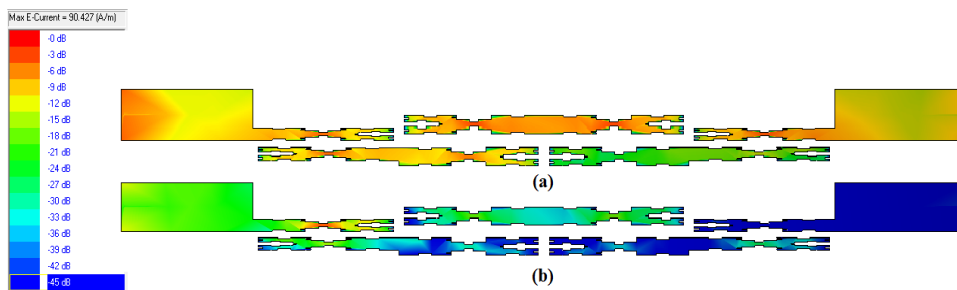 Max E-Current = 90.427 (A/m)
-0 dB
-3 dB
-6 dB
-9 dB
-12 dB
-15 dB
-18 dB
-21 dB
-24 dB
-27 dB
-30 dB
-33 dB
-36 dB
-39 dB
-42 dB
-45 dB
(a)
(b)